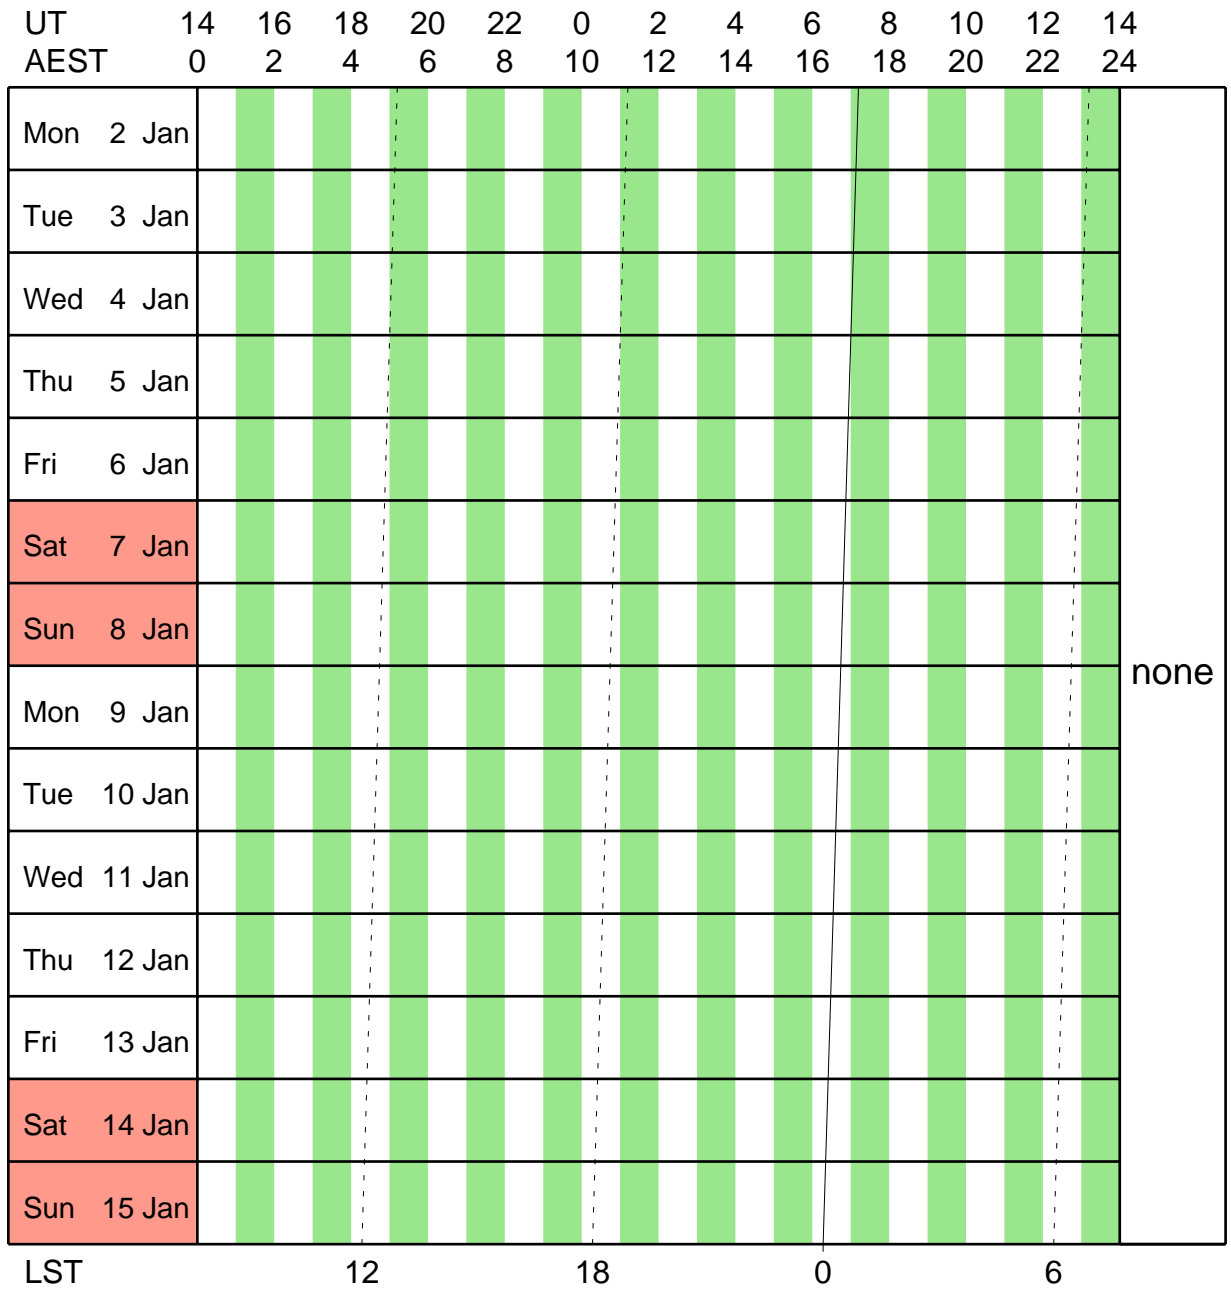 UT 14 16 18 20 22 0 2 4 6 8 10 12 14
AEST 0 2 4 6 8 10 12 14 16 18 20 22 24
Mon 2 Jan
Tue 3 Jan
Wed 4 Jan
Thu 5 Jan
Fri 6 Jan
Sat 7 Jan
Sun 8 Jan
none
Mon 9 Jan
Tue 10 Jan
Wed 11 Jan
Thu 12 Jan
Fri 13 Jan
Sat 14 Jan
Sun 15 Jan
LST 12 18 0 6